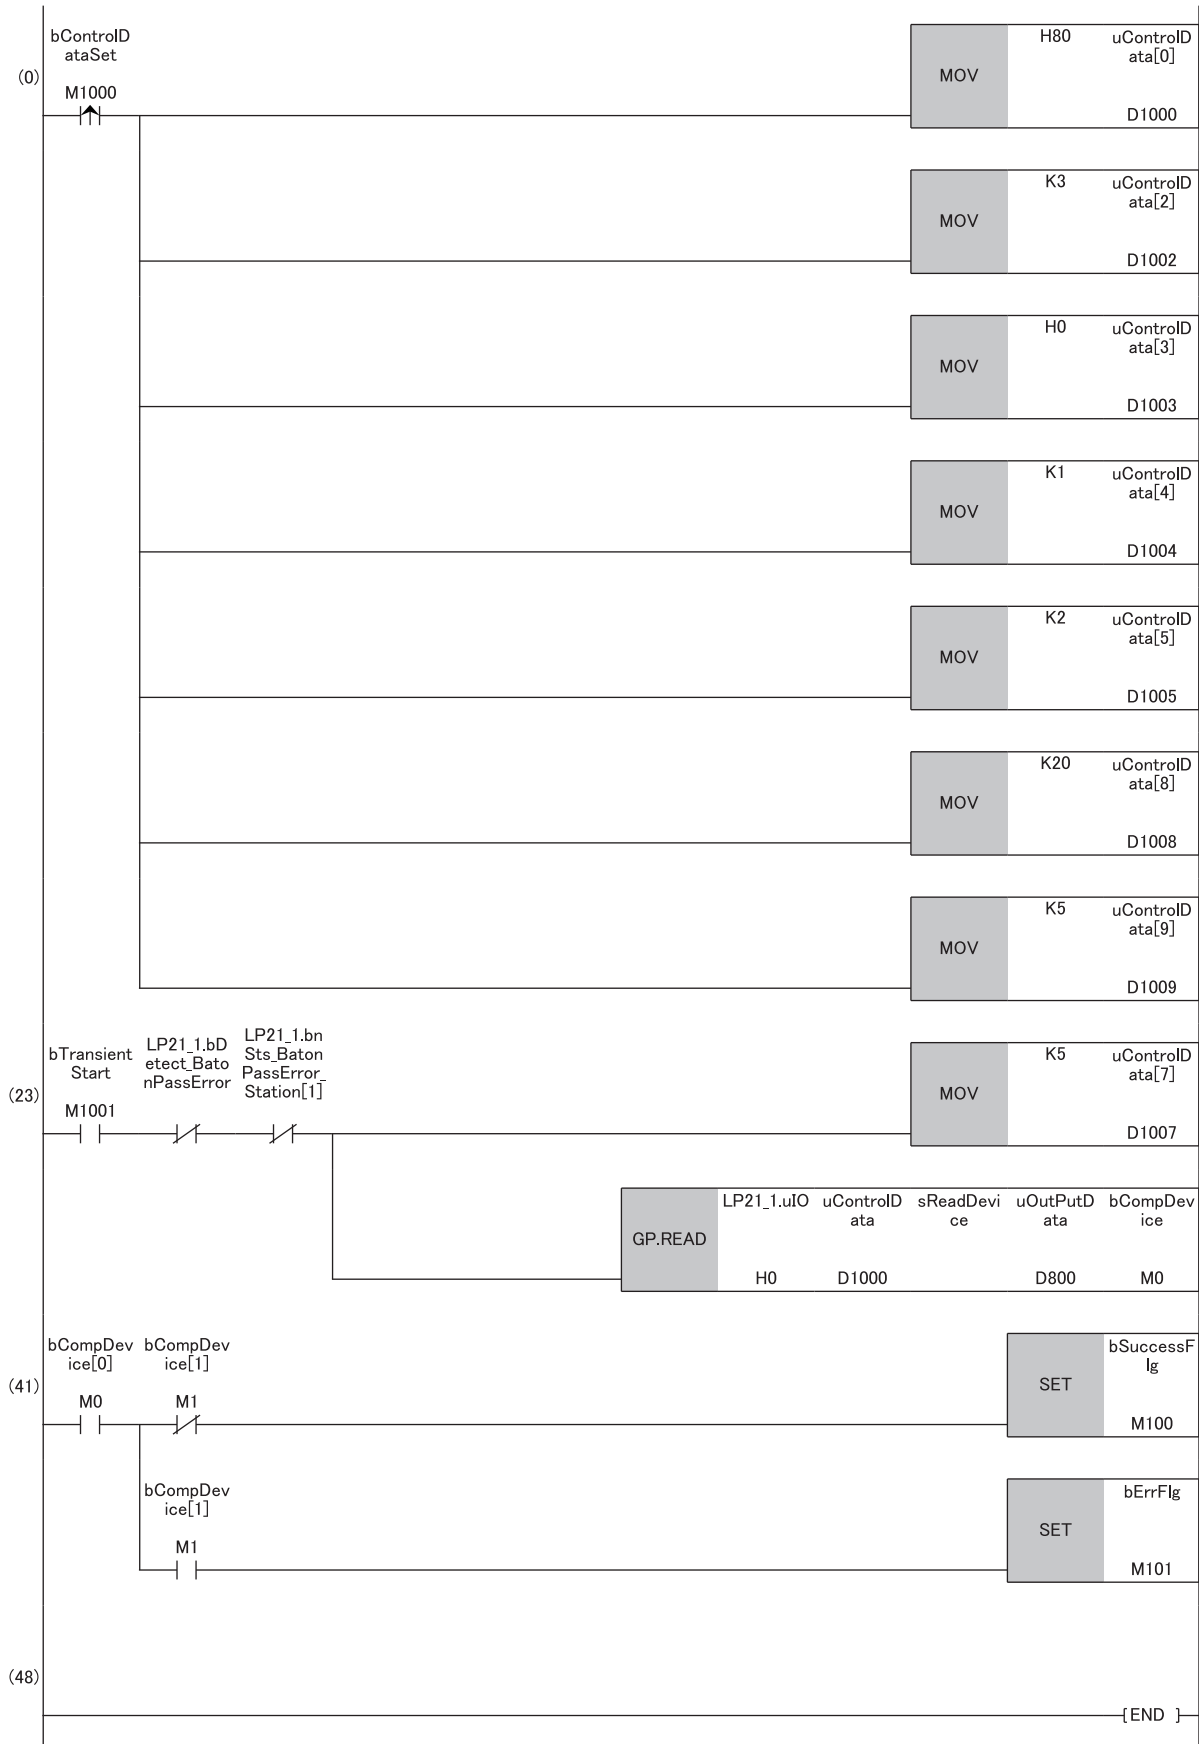 bControlD
ataSet
(0)
M1000
MOV
H80
uControlD
ata[0]
D1000
MOV
K3
uControlD
ata[2]
D1002
MOV
H0
uControlD
ata[3]
D1003
MOV
K1
uControlD
ata[4]
D1004
MOV
K2
uControlD
ata[5]
D1005
MOV
K20
uControlD
ata[8]
D1008
MOV
K5
uControlD
ata[9]
D1009
(23)
bTransient
Start
M1001
LP21_1.bD
etect_Bato
nPassError
LP21_1.bn
Sts_Baton
PassError_
Station[1]
MOV
K5
uControlD
ata[7]
D1007
GP.READ
LP21_1.uIO
H0
uControlD
ata
D1000
sReadDevi
ce
uOutPutD
ata
D800
bCompDev
ice
M0
(41)
bCompDev
ice[0]
M0
bCompDev
ice[1]
M1
SET
bSuccessF
lg
M100
bCompDev
ice[1]
M1
SET
bErrFlg
M101
(48)
[END ]